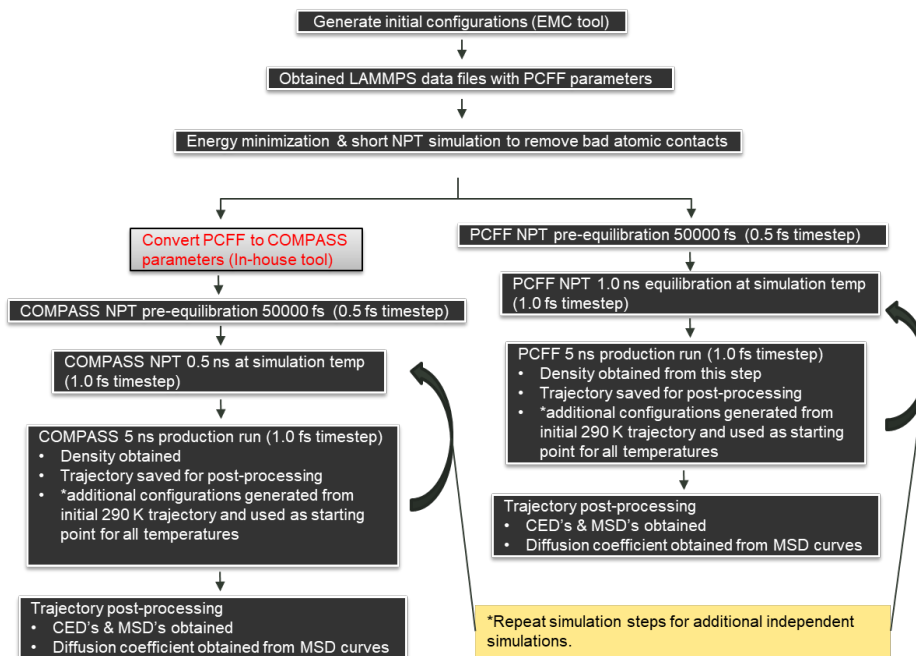 Generate initial configurations (EMC tool)
Obtained LAMMPS data files with PCFF parameters
Energy minimization & short NPT simulation to remove bad atomic contacts
Convert PCFF to COMPASS
parameters (In-house tool)
COMPASS NPT pre-equilibration 50000 fs (0.5 fs timestep)
COMPASS NPT 0.5 ns at simulation temp
(1.0 fs timestep)
COMPASS 5 ns production run (1.0 fs timestep)
• Density obtained
• Trajectory saved for post-processing
• *additional configurations generated from
initial 290 K trajectory and used as starting
point for all temperatures
Trajectory post-processing
• CED's & MSD's obtained
• Diffusion coefficient obtained from MSD curves
PCFF NPT pre-equilibration 50000 fs (0.5 fs timestep)
PCFF NPT 1.0 ns equilibration at simulation temp
(1.0 fs timestep)
PCFF 5 ns production run (1.0 fs timestep)
• Density obtained from this step
• Trajectory saved for post-processing
• *additional configurations generated from
initial 290 K trajectory and used as starting
point for all temperatures
Trajectory post-processing
• CED's & MSD's obtained
• Diffusion coefficient obtained from MSD curves
*Repeat simulation steps for additional independent
simulations.